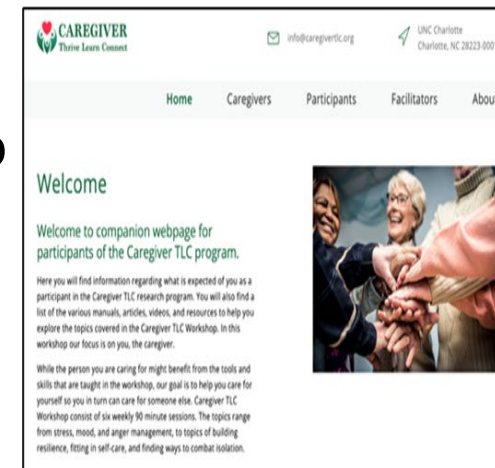 CAREGIVER
Thrive Learn Connect
info@caregivertlc.org
UNC Charlotte
Charlotte, NC 28223-000
Home Caregivers Participants Facilitators Abou
Welcome
Welcome to companion webpage for
participants of the Caregiver TLC program.
Here you will find information regarding what is expected of you as a
participant in the Caregiver TLC research program. You will also find a
list of the various manuals, articles, videos, and resources to help you
explore the topics covered in the Caregiver TLC Workshop. In this
workshop our focus is on you, the caregiver.
While the person you are caring for might benefit from the tools and
skills that are taught in the workshop, our goal is to help you care for
yourself so you in turn can care for someone else. Caregiver TLC
Workshop consist of six weekly 90 minute sessions. The topics range
from stress, mood, and anger management, to topics of building
resilience, fitting in self-care, and finding ways to combat isolation.